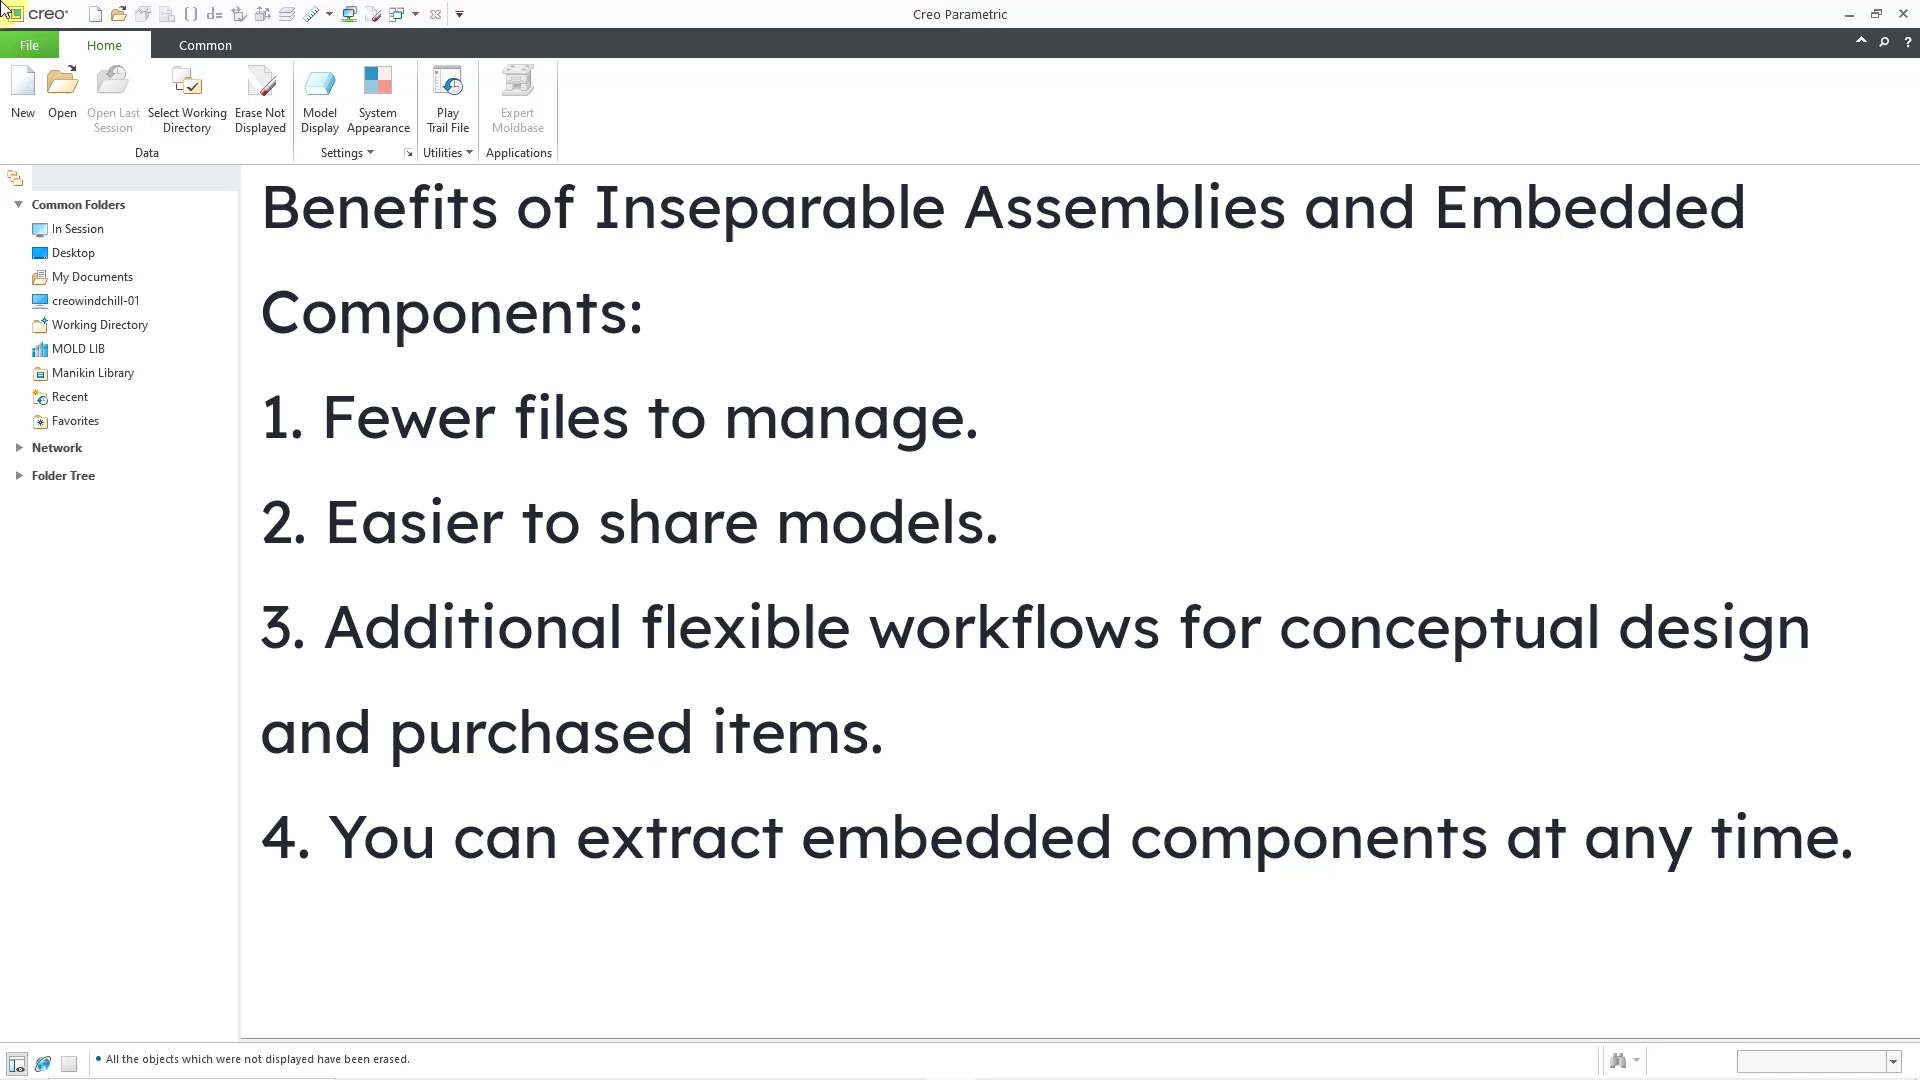 creo
Creo Parametric
File
Home
Common
New
Open
Open Last
Session
Select Working
Directory
Erase Not
Displayed
Model
Display
System
Appearance
Play
Trail File
Expert
Moldbase
Data
Settings
Utilities
Applications
Common Folders
In Session
Desktop
My Documents
creowindchill-01
Working Directory
MOLD LIB
Manikin Library
Recent
Favorites
Network
Folder Tree
Benefits of Inseparable Assemblies and Embedded
Components:
1. Fewer files to manage.
2. Easier to share models.
3. Additional flexible workflows for conceptual design
and purchased items.
4. You can extract embedded components at any time.
• All the objects which were not displayed have been erased.